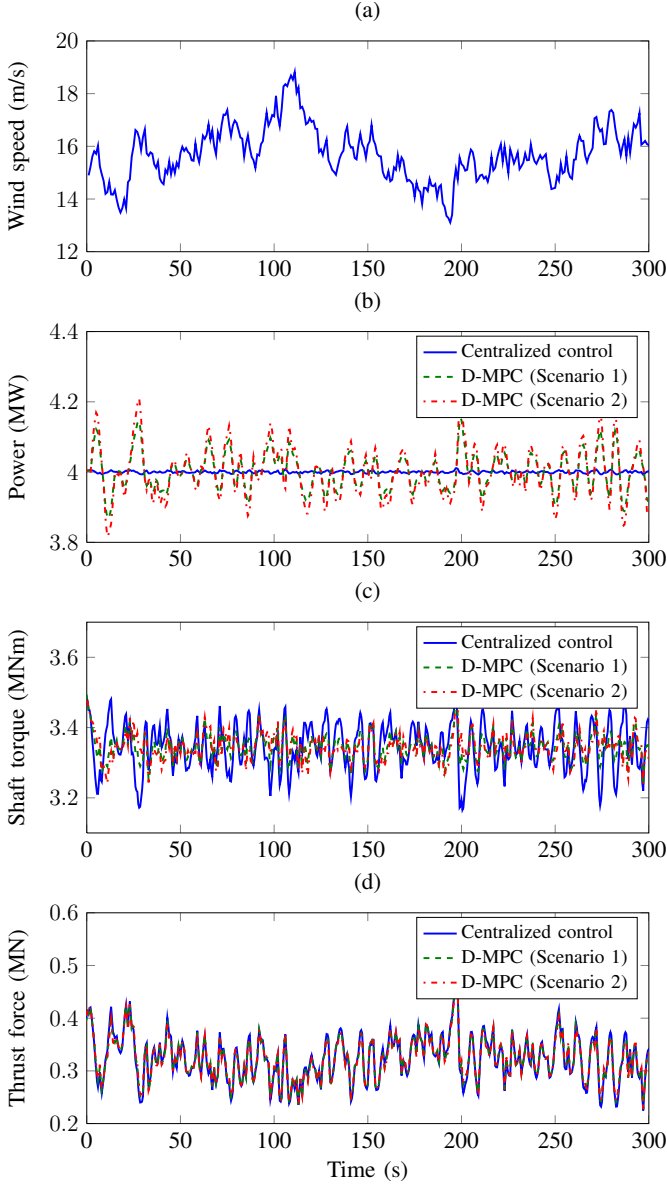 (a)
20
18
16
14
12
Wind speed (m/s)
0 50 100 150 200 250 300
(b)
4.4
4.2
4
3.8
Power (MW)
Centralized control
D-MPC (Scenario 1)
D-MPC (Scenario 2)
0 50 100 150 200 250 300
(c)
3.6
3.4
3.2
Shaft torque (MNm)
Centralized control
D-MPC (Scenario 1)
D-MPC (Scenario 2)
0 50 100 150 200 250 300
(d)
0.6
0.5
0.4
0.3
0.2
Thrust force (MN)
Centralized control
D-MPC (Scenario 1)
D-MPC (Scenario 2)
0 50 100 150 200 250 300
Time (s)